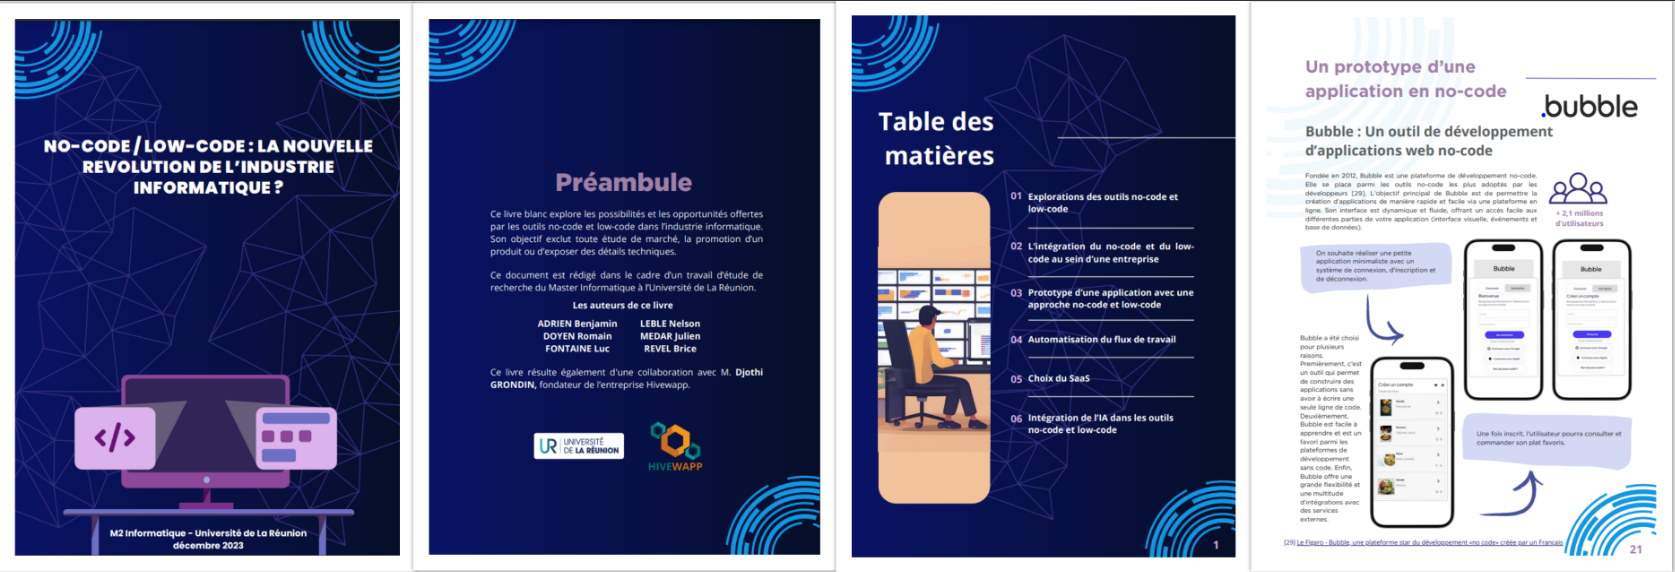 NO-CODE / LOW-CODE : LA NOUVELLE
REVOLUTION DE L'INDUSTRIE
INFORMATIQUE ?
</>
M2 Informatique - Université de La Réunion
décembre 2023
Préambule
Ce livre blanc explore les possibilités et les opportunités offertes
par les outils no-code et low-code dans l'industrie informatique.
Son objectif exclut toute étude de marché, la promotion d'un
produit ou d'exposer des détails techniques.
Ce document est rédigé dans le cadre d'un travail d'étude de
recherche du Master Informatique à l'Université de La Réunion.
Les auteurs de ce livre
ADRIEN Benjamin LEBLE Nelson
DOYEN Romain MEDAR Julien
FONTAINE Luc REVEL Brice
Ce livre résulte également d'une collaboration avec M. Djothi
GRONDIN, fondateur de l'entreprise Hivewapp.
UR UNIVERSITÉ
DE LA RÉUNION
HIVEWAPP
Table des
matières
01 Explorations des outils no-code et
low-code
02 L'intégration du no-code et du low-
code au sein d'une entreprise
03 Prototype d'une application avec une
approche no-code et low-code
04 Automatisation du flux de travail
05 Choix du SaaS
06 Intégration de l'IA dans les outils
no-code et low-code
1
Un prototype d'une
application en no-code
.bubble
Bubble : Un outil de développement
d'applications web no-code
Fondée en 2012, Bubble est une plateforme de développement no-code.
Elle se place parmi les outils no-code les plus adoptés par les
développeurs [29]. L'objectif principal de Bubble est de permettre la
création d'applications de manière rapide et facile via une plateforme en
ligne. Son interface est dynamique et fluide, offrant un accès facile aux
différentes parties de votre application (interface visuelle, événements et
base de données).
+ 2,1 millions
d'utilisateurs
On souhaite réaliser une petite
application minimaliste avec un
système de connexion, d'inscription et
de déconnexion.
Bubble
Bienvenue
Bubble
Créer un compte
Bubble a été choisi
pour plusieurs
raisons.
Premièrement, c'est
un outil qui permet
de construire des
applications sans
avoir à écrire une
seule ligne de code.
Deuxièmement,
Bubble est facile à
apprendre et est un
favori parmi les
plateformes de
développement
sans code. Enfin,
Bubble offre une
grande flexibilité et
une multitude
d'intégrations avec
des services
externes.
Créer un compte
Une fois inscrit, l'utilisateur pourra consulter et
commander son plat favoris.
[29] Le Figaro - Bubble, une plateforme star du développement «no code» créée par un Français
21